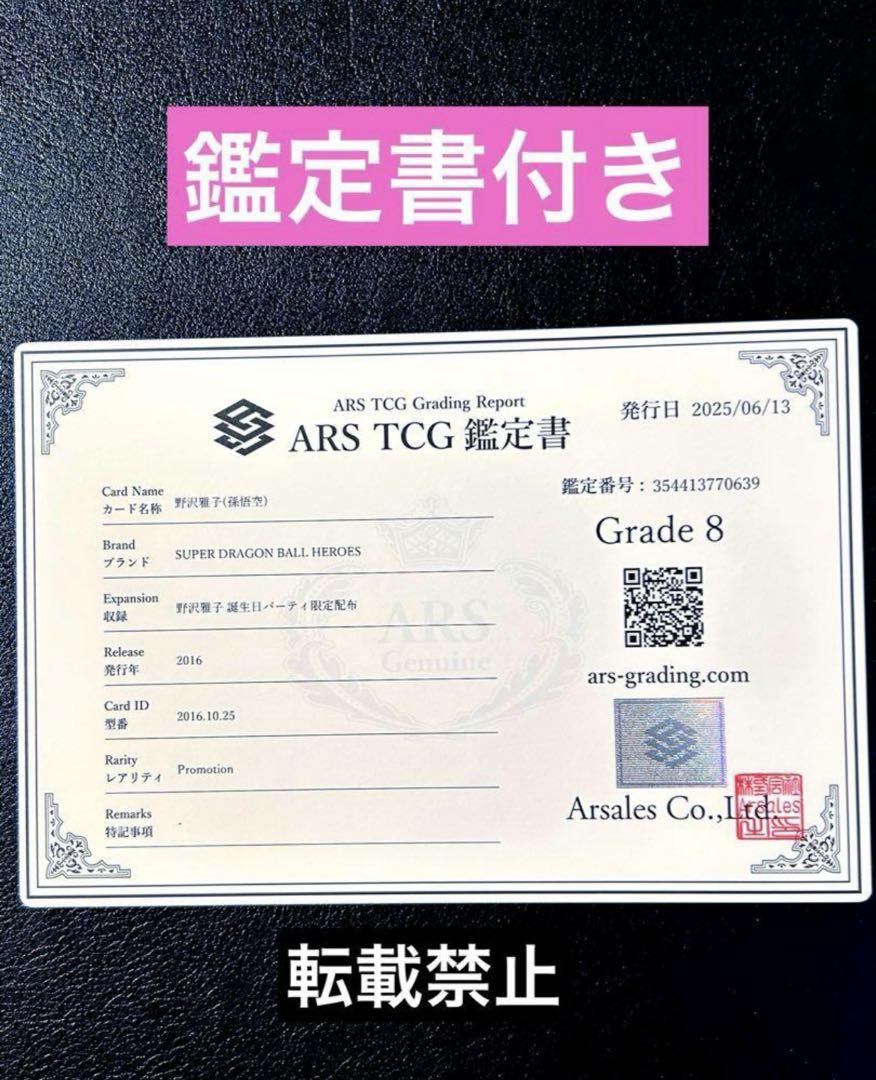 鑑定書付き
ARS TCG Grading Report
ARS TCG 鑑定書
発行日 2025/06/13
Card Name
カード名称 野沢雅子(孫悟空)
Brand
ブランド SUPER DRAGON BALL HEROES
Expansion
収録 野沢雅子 誕生日パーティ限定配布
Release
発行年 2016
Card ID
型番 2016.10.25
Rarity
レアリティ Promotion
Remarks
特記事項 -
鑑定番号 : 354413770639
Grade 8
ars-grading.com
Arsales Co.,Ltd.
ARS
Genuine
株式会社
Arsales
転載禁止